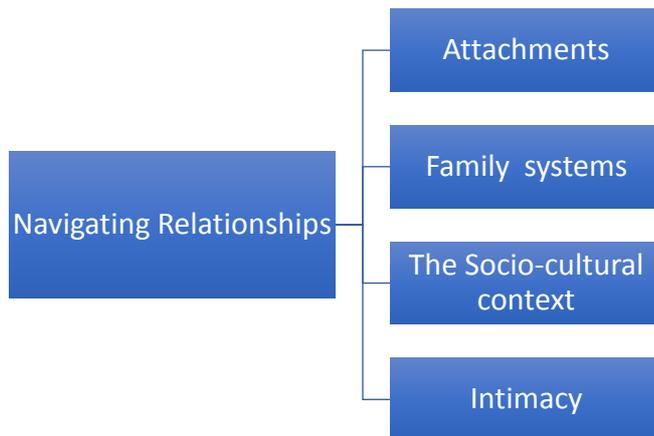 Navigating Relationships
Attachments
Family systems
The Socio-cultural
context
Intimacy